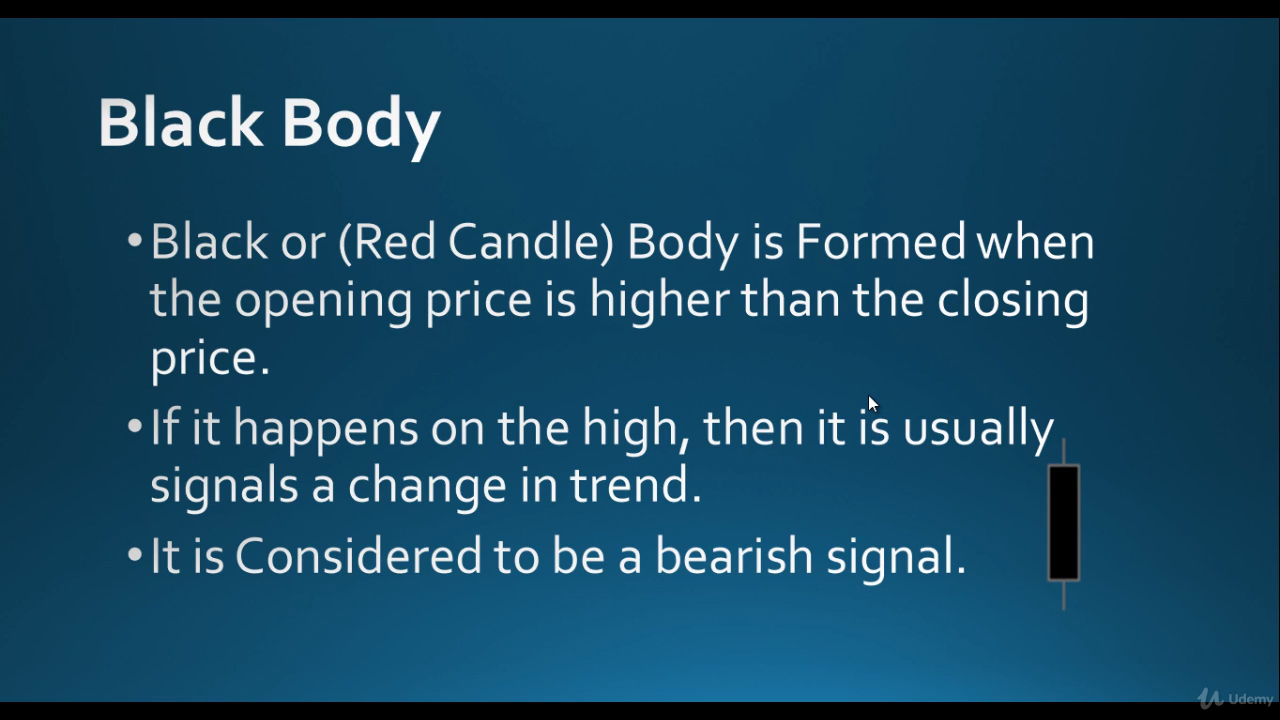 Black Body
•Black or (Red Candle) Body is Formed when
the opening price is higher than the closing
price.
•If it happens on the high, then it is usually
signals a change in trend.
•It is Considered to be a bearish signal.
Udemy